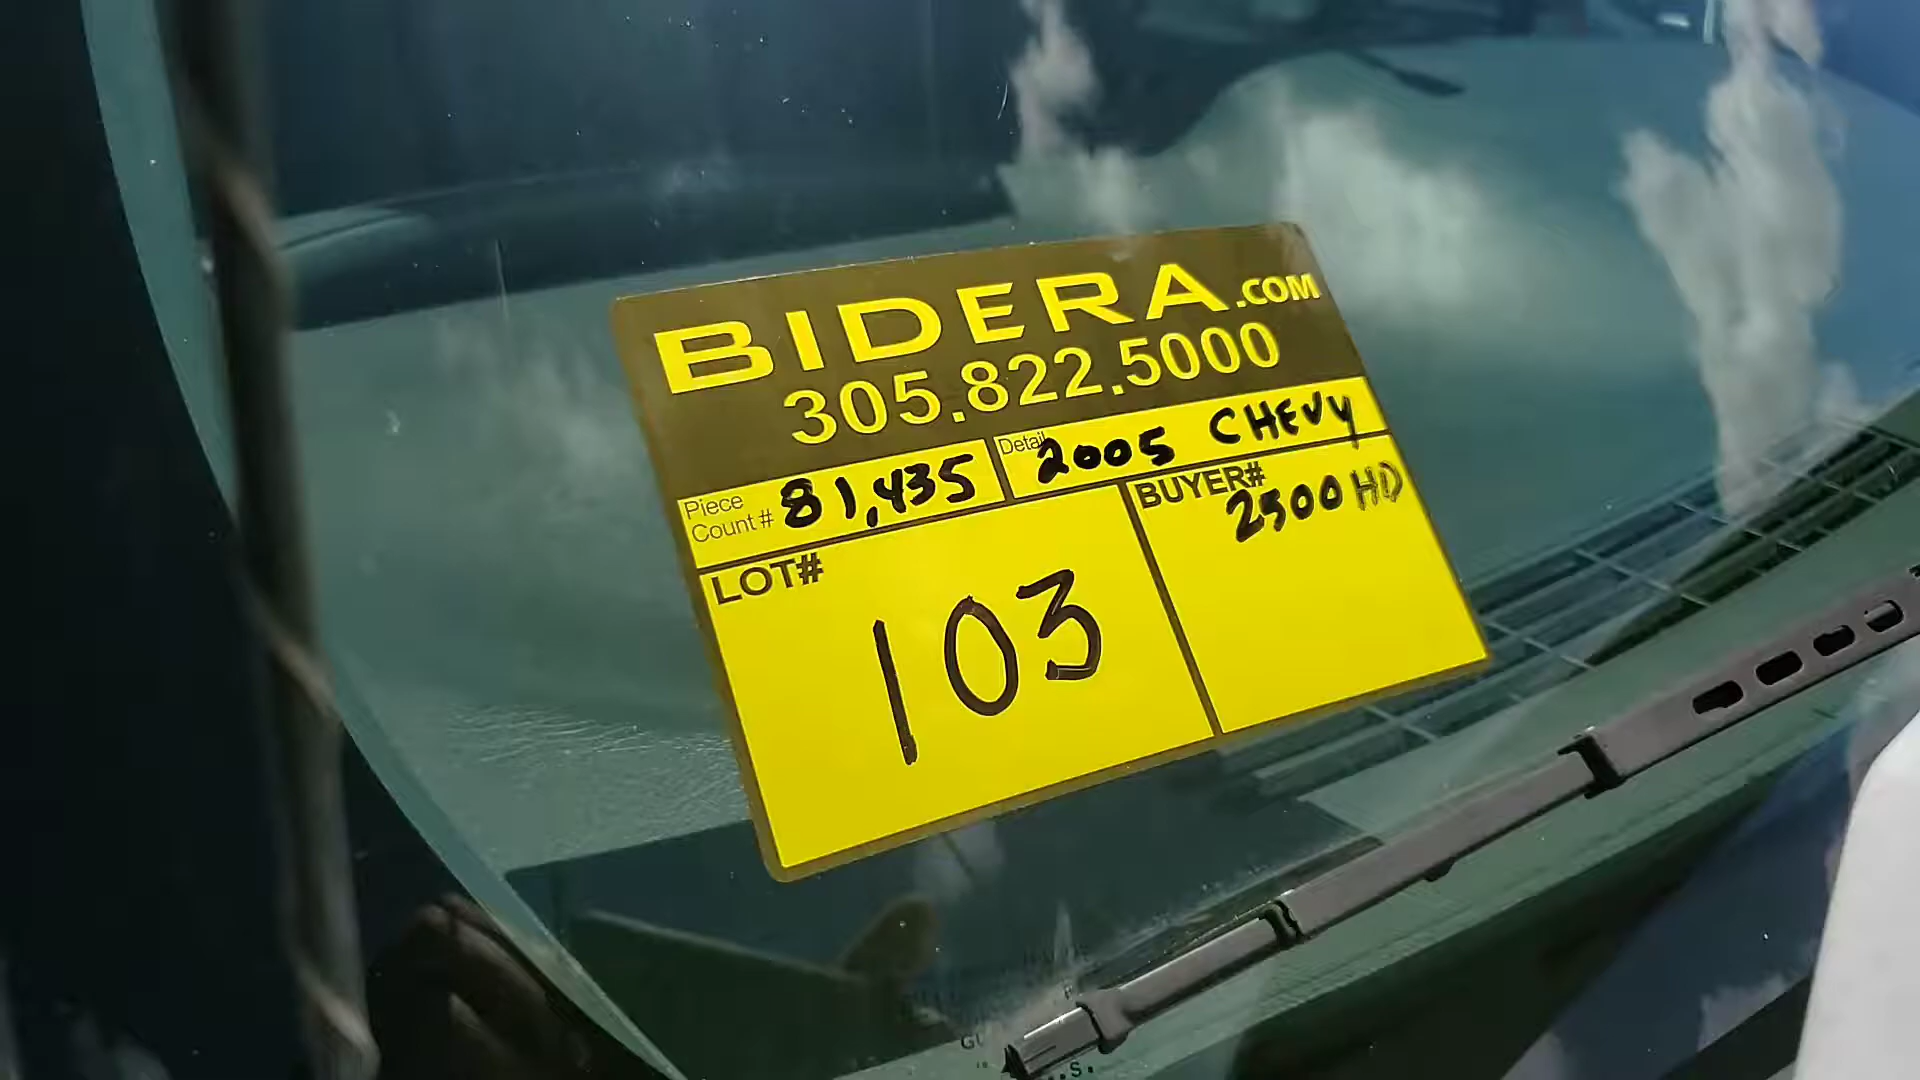 BIDERA.COM
305.822.5000
Piece Count # 81,435
Detail 2005 CHEVY
2500 HD
LOT# 103
BUYER#